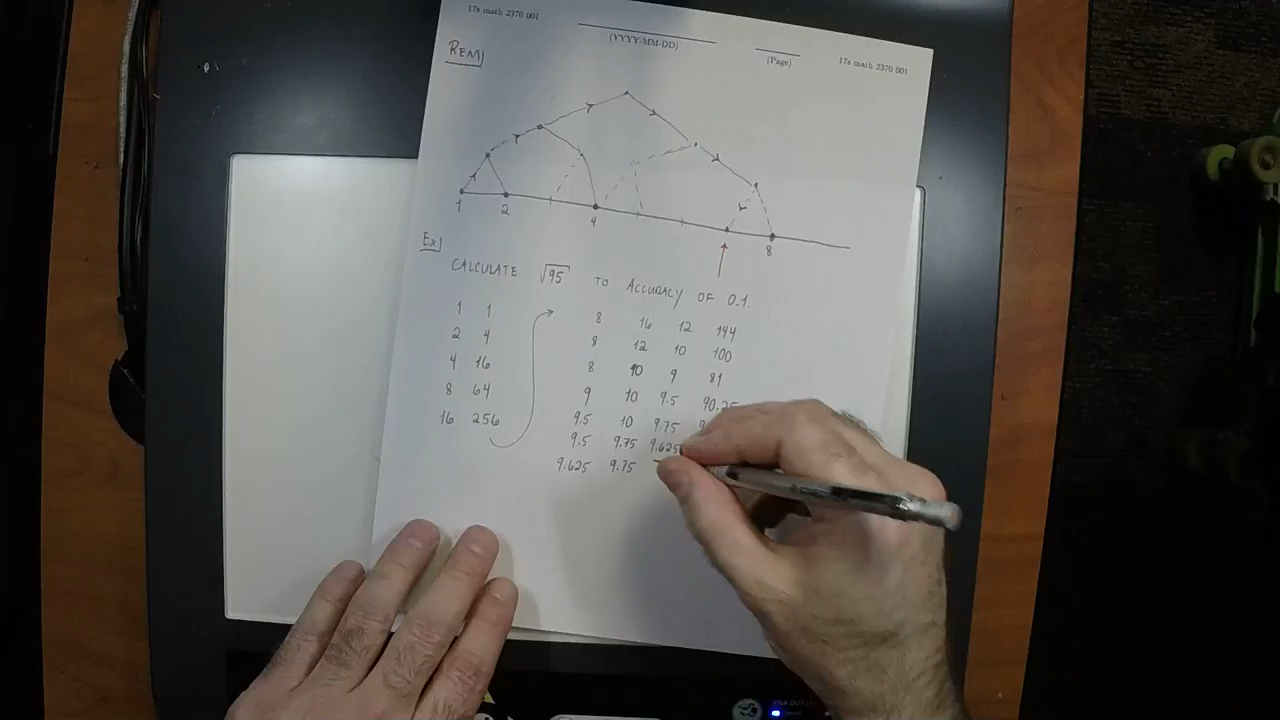 17s math 2370 001
(YYYY-MM-DD)
(Page)
17s math 2370 001
REM
1 2 4 8
Ex
CALCULATE √95 TO ACCURACY OF 0.1.
1 1
2 4
4 16
8 64
16 256
8 16 12 144
8 12 10 100
8 10 9 81
9 10 9.5 90.25
9.5 10 9.75
9.5 9.75 9.625
9.625 9.75